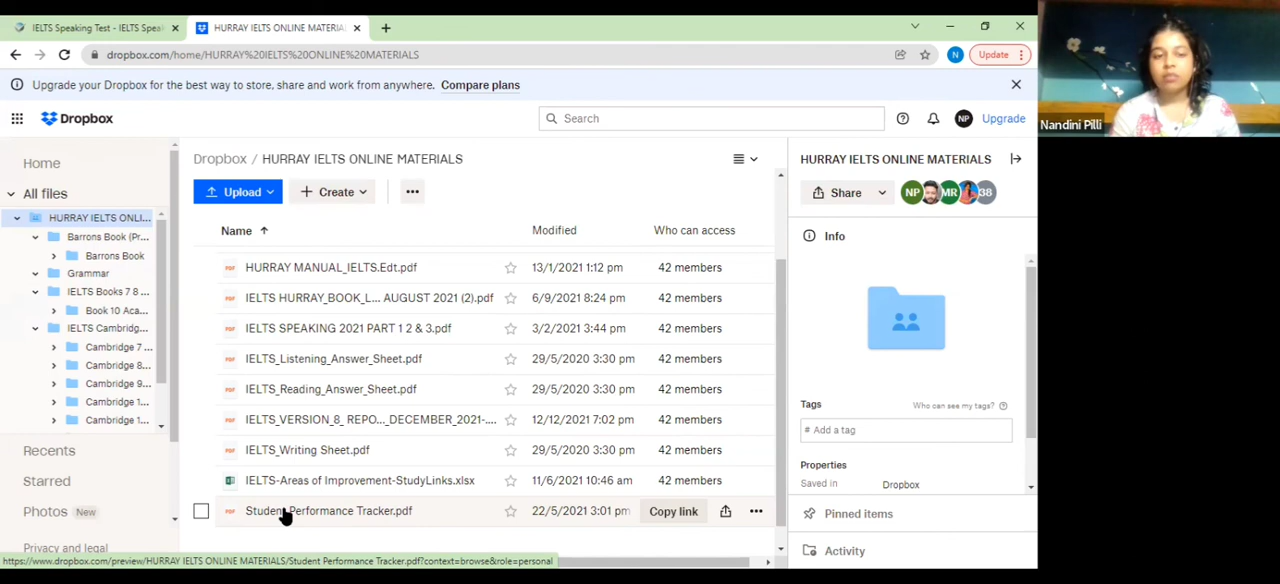 IELTS Speaking Test - IELTS Speal
HURRAY IELTS ONLINE MATERIALS
dropbox.com/home/HURRAY%20IELTS%20ONLINE%20MATERIALS
N
Update
Upgrade your Dropbox for the best way to store, share and work from anywhere. Compare plans
Dropbox
Search
NP
Upgrade
Home
All files
HURRAY IELTS ONLI...
Barrons Book (Pr...
Barrons Book
Grammar
IELTS Books 7 8 ...
Book 10 Aca...
IELTS Cambridg...
Cambridge 7 ...
Cambridge 8...
Cambridge 9...
Cambridge 1...
Cambridge 1...
Recents
Starred
Photos New
Privacy and legal
Dropbox / HURRAY IELTS ONLINE MATERIALS
Upload
Create
Name Modified Who can access
HURRAY MANUAL_IELTS.Edt.pdf 13/1/2021 1:12 pm 42 members
IELTS HURRAY_BOOK_L... AUGUST 2021 (2).pdf 6/9/2021 8:24 pm 42 members
IELTS SPEAKING 2021 PART 1 2 & 3.pdf 3/2/2021 3:44 pm 42 members
IELTS_Listening_Answer_Sheet.pdf 29/5/2020 3:30 pm 42 members
IELTS_Reading_Answer_Sheet.pdf 29/5/2020 3:30 pm 42 members
IELTS_VERSION_8_ REPO..._DECEMBER_2021-... 12/12/2021 7:02 pm 42 members
IELTS_Writing Sheet.pdf 29/5/2020 3:30 pm 42 members
IELTS-Areas of Improvement-StudyLinks.xlsx 11/6/2021 10:46 am 42 members
Student Performance Tracker.pdf 22/5/2021 3:01 pm Copy link
HURRAY IELTS ONLINE MATERIALS
Share
NP MR 38
Info
Tags Who can see my tags?
# Add a tag
Properties
Saved in Dropbox
Pinned items
Activity
https://www.dropbox.com/preview/HURRAY IELTS ONLINE MATERIALS/Student Performance Tracker.pdf?context=browse&role=personal
Nandini Pilli